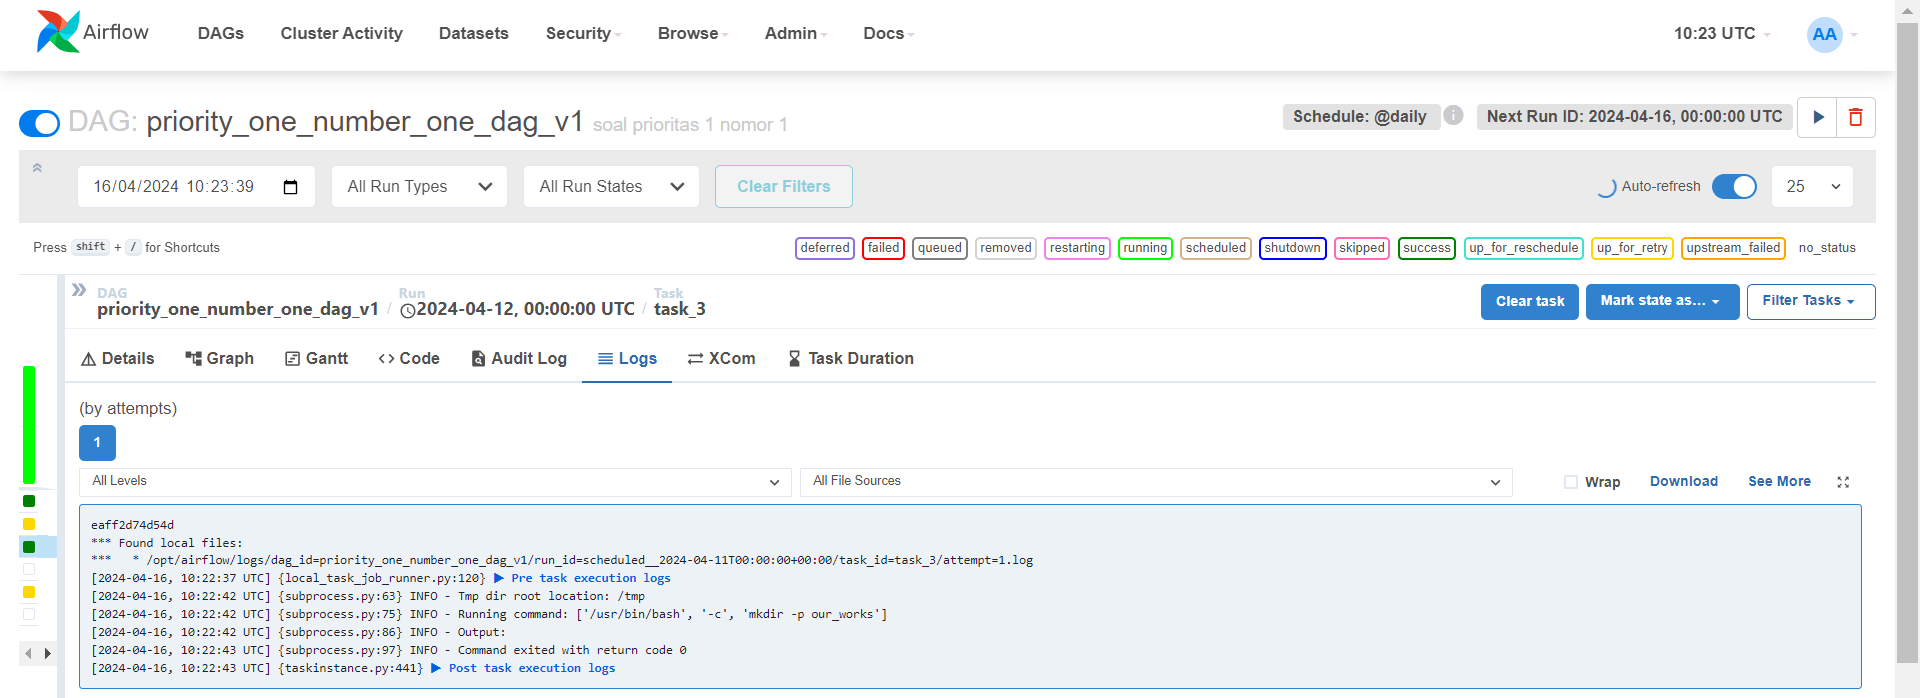 Airflow DAGs Cluster Activity Datasets Security Browse Admin Docs 10:23 UTC AA
DAG: priority_one_number_one_dag_v1 soal prioritas 1 nomor 1 Schedule: @daily i Next Run ID: 2024-04-16, 00:00:00 UTC
16/04/2024 10:23:39 All Run Types All Run States Clear Filters Auto-refresh 25
Press shift + / for Shortcuts deferred failed queued removed restarting running scheduled shutdown skipped success up_for_reschedule up_for_retry upstream_failed no_status
DAG Run Task
priority_one_number_one_dag_v1 / 2024-04-12, 00:00:00 UTC / task_3 Clear task Mark state as... Filter Tasks
Details Graph Gantt Code Audit Log Logs XCom Task Duration
(by attempts)
1
All Levels All File Sources Wrap Download See More
eaff2d74d54d
*** Found local files:
***   * /opt/airflow/logs/dag_id=priority_one_number_one_dag_v1/run_id=scheduled__2024-04-11T00:00:00+00:00/task_id=task_3/attempt=1.log
[2024-04-16, 10:22:37 UTC] {local_task_job_runner.py:120} ▶ Pre task execution logs
[2024-04-16, 10:22:42 UTC] {subprocess.py:63} INFO - Tmp dir root location: /tmp
[2024-04-16, 10:22:42 UTC] {subprocess.py:75} INFO - Running command: ['/usr/bin/bash', '-c', 'mkdir -p our_works']
[2024-04-16, 10:22:42 UTC] {subprocess.py:86} INFO - Output:
[2024-04-16, 10:22:43 UTC] {subprocess.py:97} INFO - Command exited with return code 0
[2024-04-16, 10:22:43 UTC] {taskinstance.py:441} ▶ Post task execution logs